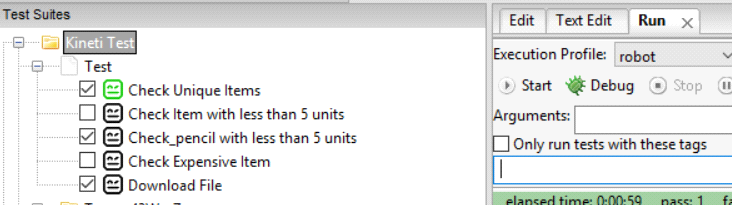 Test Suites
Kineti Test
Test
Check Unique Items
Check Item with less than 5 units
Check_pencil with less than 5 units
Check Expensive Item
Download File
Edit
Text Edit
Run
Execution Profile: robot
Start
Debug
Stop
Arguments:
Only run tests with these tags
elapsed time: 0:00:59 pass: 1